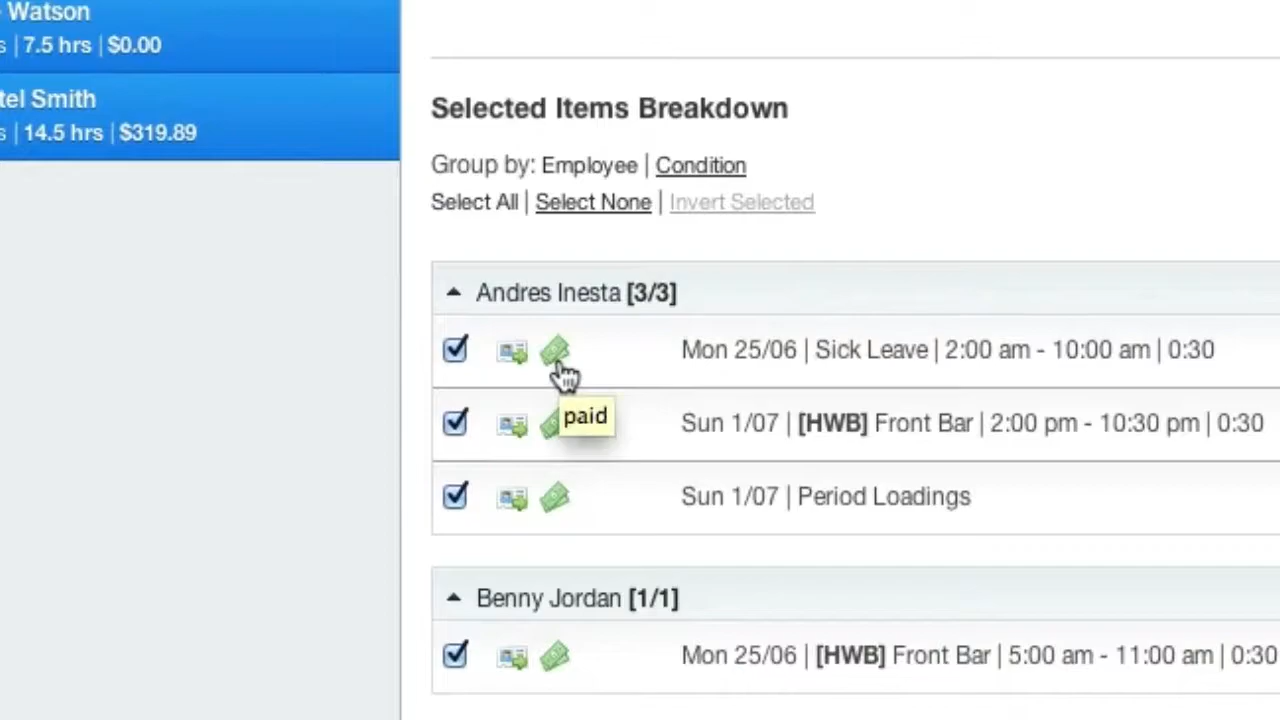 Watson
s | 7.5 hrs | $0.00
tel Smith
s | 14.5 hrs | $319.89
Selected Items Breakdown
Group by: Employee | Condition
Select All | Select None | Invert Selected
Andres Inesta [3/3]
Mon 25/06 | Sick Leave | 2:00 am - 10:00 am | 0:30
paid
Sun 1/07 | [HWB] Front Bar | 2:00 pm - 10:30 pm | 0:30
Sun 1/07 | Period Loadings
Benny Jordan [1/1]
Mon 25/06 | [HWB] Front Bar | 5:00 am - 11:00 am | 0:30